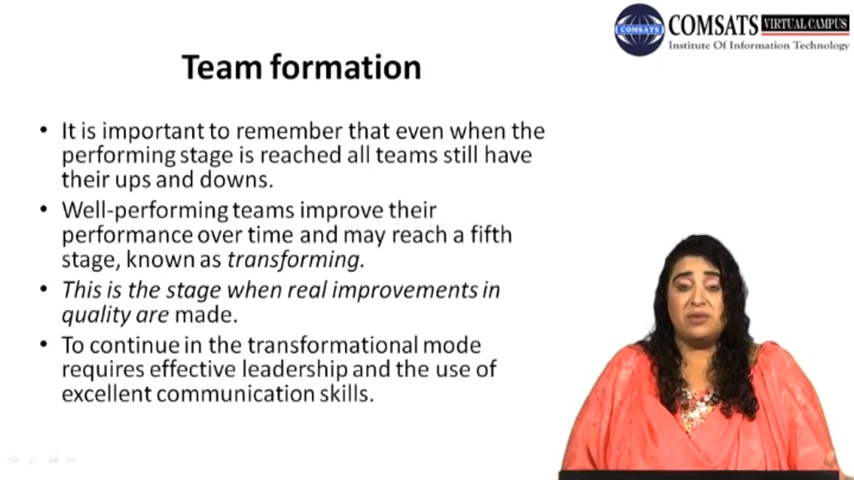 COMSATS VIRTUAL CAMPUS
COMSATS
Institute Of Information Technology
Team formation
• It is important to remember that even when the
performing stage is reached all teams still have
their ups and downs.
• Well-performing teams improve their
performance over time and may reach a fifth
stage, known as transforming.
• This is the stage when real improvements in
quality are made.
• To continue in the transformational mode
requires effective leadership and the use of
excellent communication skills.